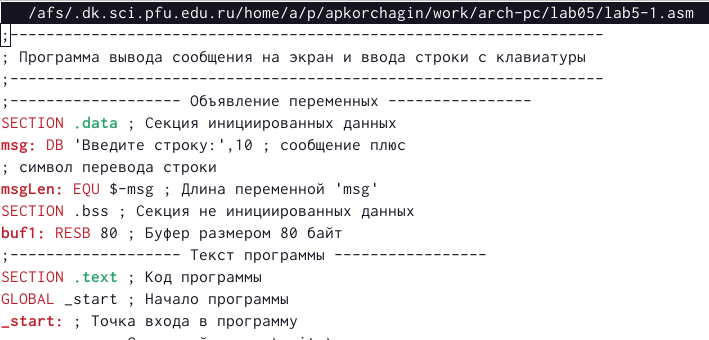 /afs/.dk.sci.pfu.edu.ru/home/a/p/apkorchagin/work/arch-pc/lab05/lab5-1.asm
;------------------------------------------------------------------
; Программа вывода сообщения на экран и ввода строки с клавиатуры
;------------------------------------------------------------------
;------------------- Объявление переменных ----------------
SECTION .data ; Секция инициированных данных
msg: DB 'Введите строку:',10 ; сообщение плюс
; символ перевода строки
msgLen: EQU $-msg ; Длина переменной 'msg'
SECTION .bss ; Секция не инициированных данных
buf1: RESB 80 ; Буфер размером 80 байт
;------------------- Текст программы -----------------
SECTION .text ; Код программы
GLOBAL _start ; Начало программы
_start: ; Точка входа в программу